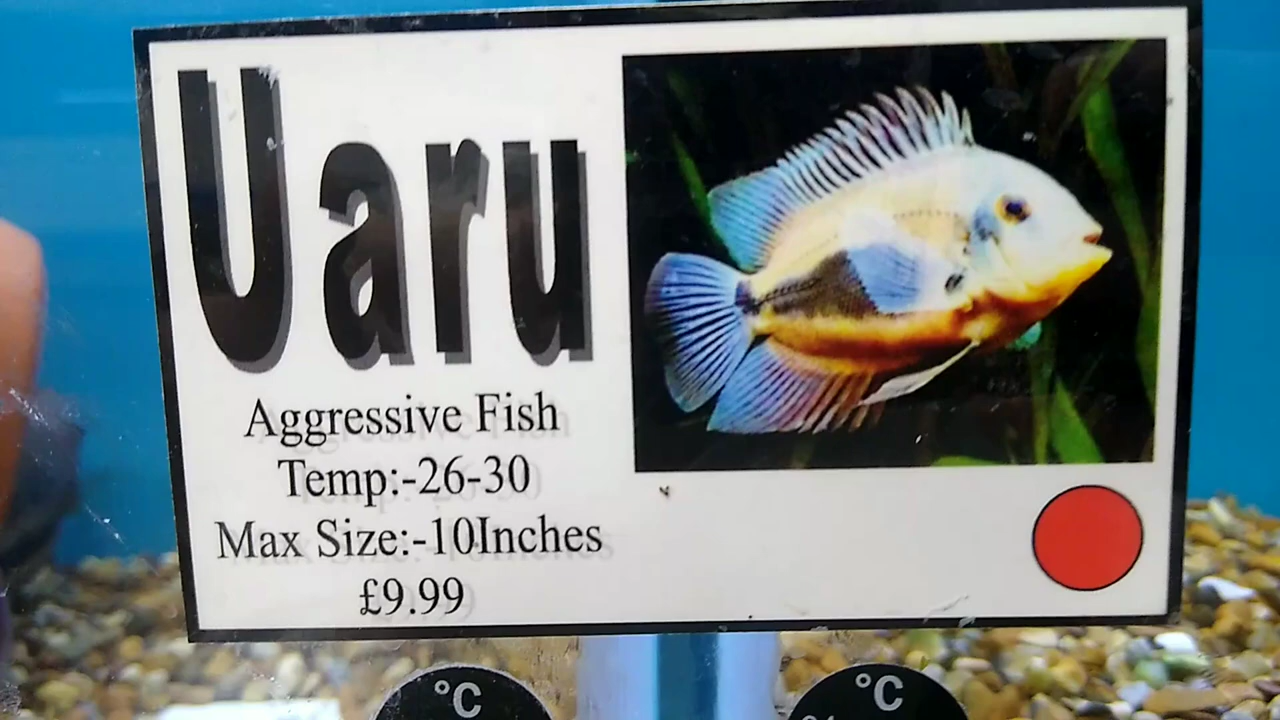 Uaru
Aggressive Fish
Temp:-26-30
Max Size:-10Inches
£9.99
°C
°C